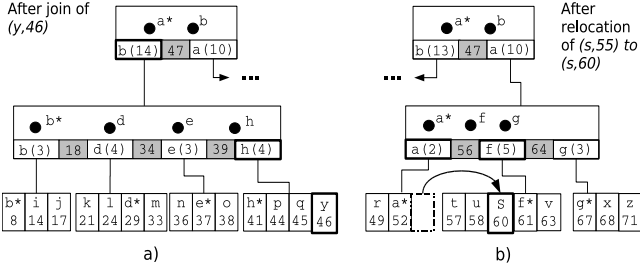 After join of
(y,46)
a* b
b(14) 47 a(10)
...
b* d e h
b(3) 18 d(4) 34 e(3) 39 h(4)
b* i j k l d* m n e* o h* p q y
8 14 17 21 24 29 33 36 37 38 41 44 45 46
a)
After
relocation
of (s,55) to
(s,60)
a* b
b(13) 47 a(10)
...
a* f g
a(2) 56 f(5) 64 g(3)
r a* t u S f* v g* x z
49 52 57 58 60 61 63 67 68 71
b)